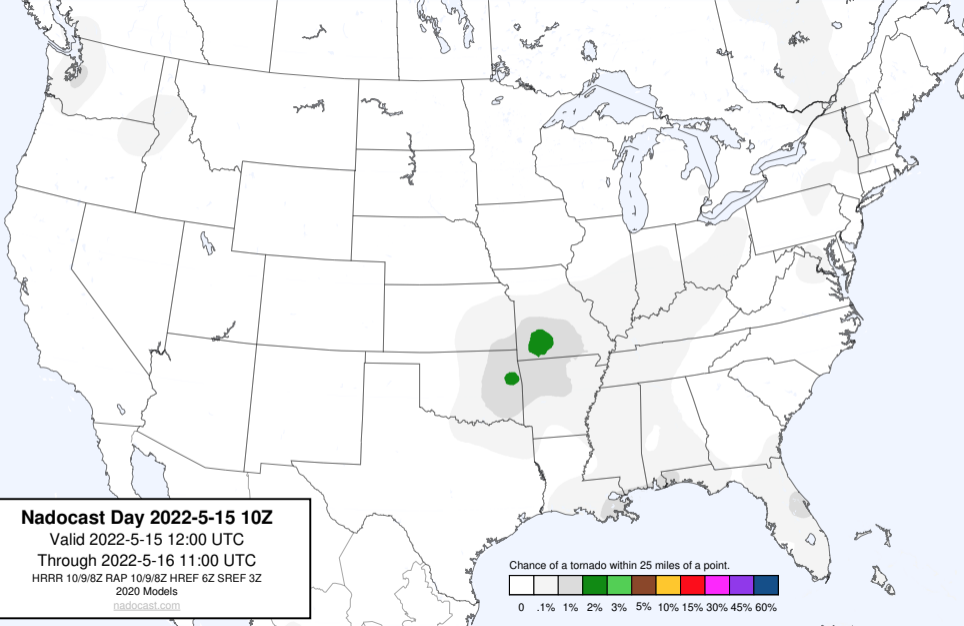 Nadocast Day 2022-5-15 10Z
Valid 2022-5-15 12:00 UTC
Through 2022-5-16 11:00 UTC
HRRR 10/9/8Z RAP 10/9/8Z HREF 6Z SREF 3Z
2020 Models
nadocast.com
Chance of a tornado within 25 miles of a point.
0 .1% 1% 2% 3% 5% 10% 15% 30% 45% 60%